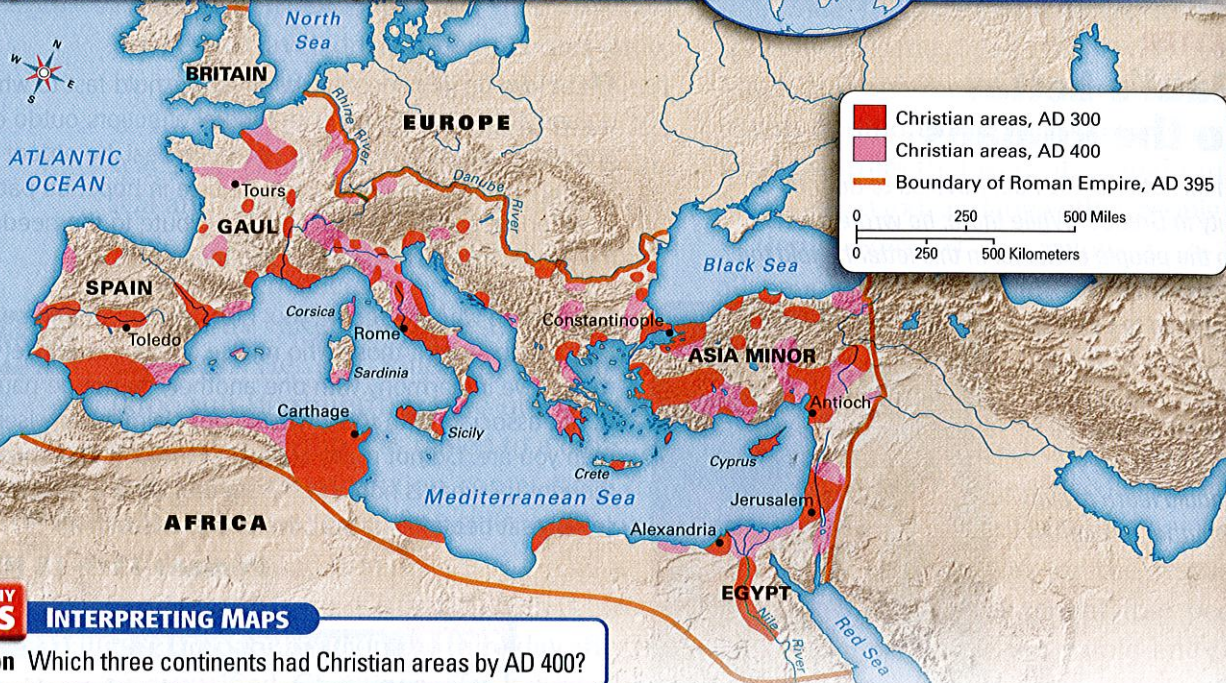 North
Sea
N
E
S
W
BRITAIN
EUROPE
Rhine River
ATLANTIC
OCEAN
Tours
GAUL
Danube
River
Christian areas, AD 300
Christian areas, AD 400
Boundary of Roman Empire, AD 395
0 250 500 Miles
0 250 500 Kilometers
Black Sea
SPAIN
Toledo
Corsica
Rome
Sardinia
Constantinople
ASIA MINOR
Antioch
Carthage
Sicily
Crete
Cyprus
Mediterranean Sea
Jerusalem
Alexandria
AFRICA
EGYPT
Nile
River
Red Sea
INTERPRETING MAPS
Which three continents had Christian areas by AD 400?